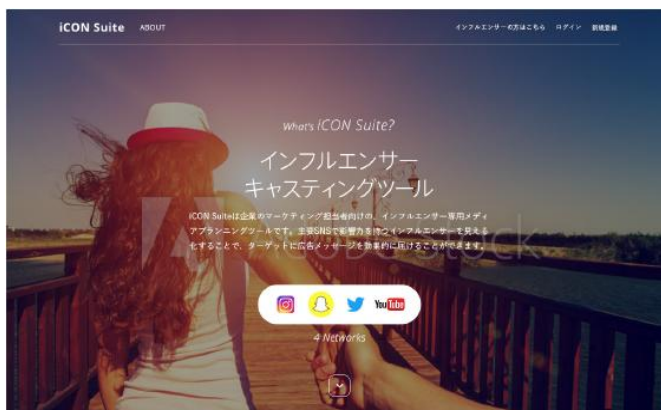 iCON Suite
ABOUT
インフルエンサーの方はこちら
ログイン
新規登録
What's iCON Suite?
インフルエンサー
キャスティングツール
iCON Suiteは企業のマーケティング担当者向けの、インフルエンサー専用メディ
アプランニングツールです。主要SNSで影響力を持つインフルエンサーを見える
化することで、ターゲットに広告メッセージを効果的に届けることができます。
YouTube
4 Networks